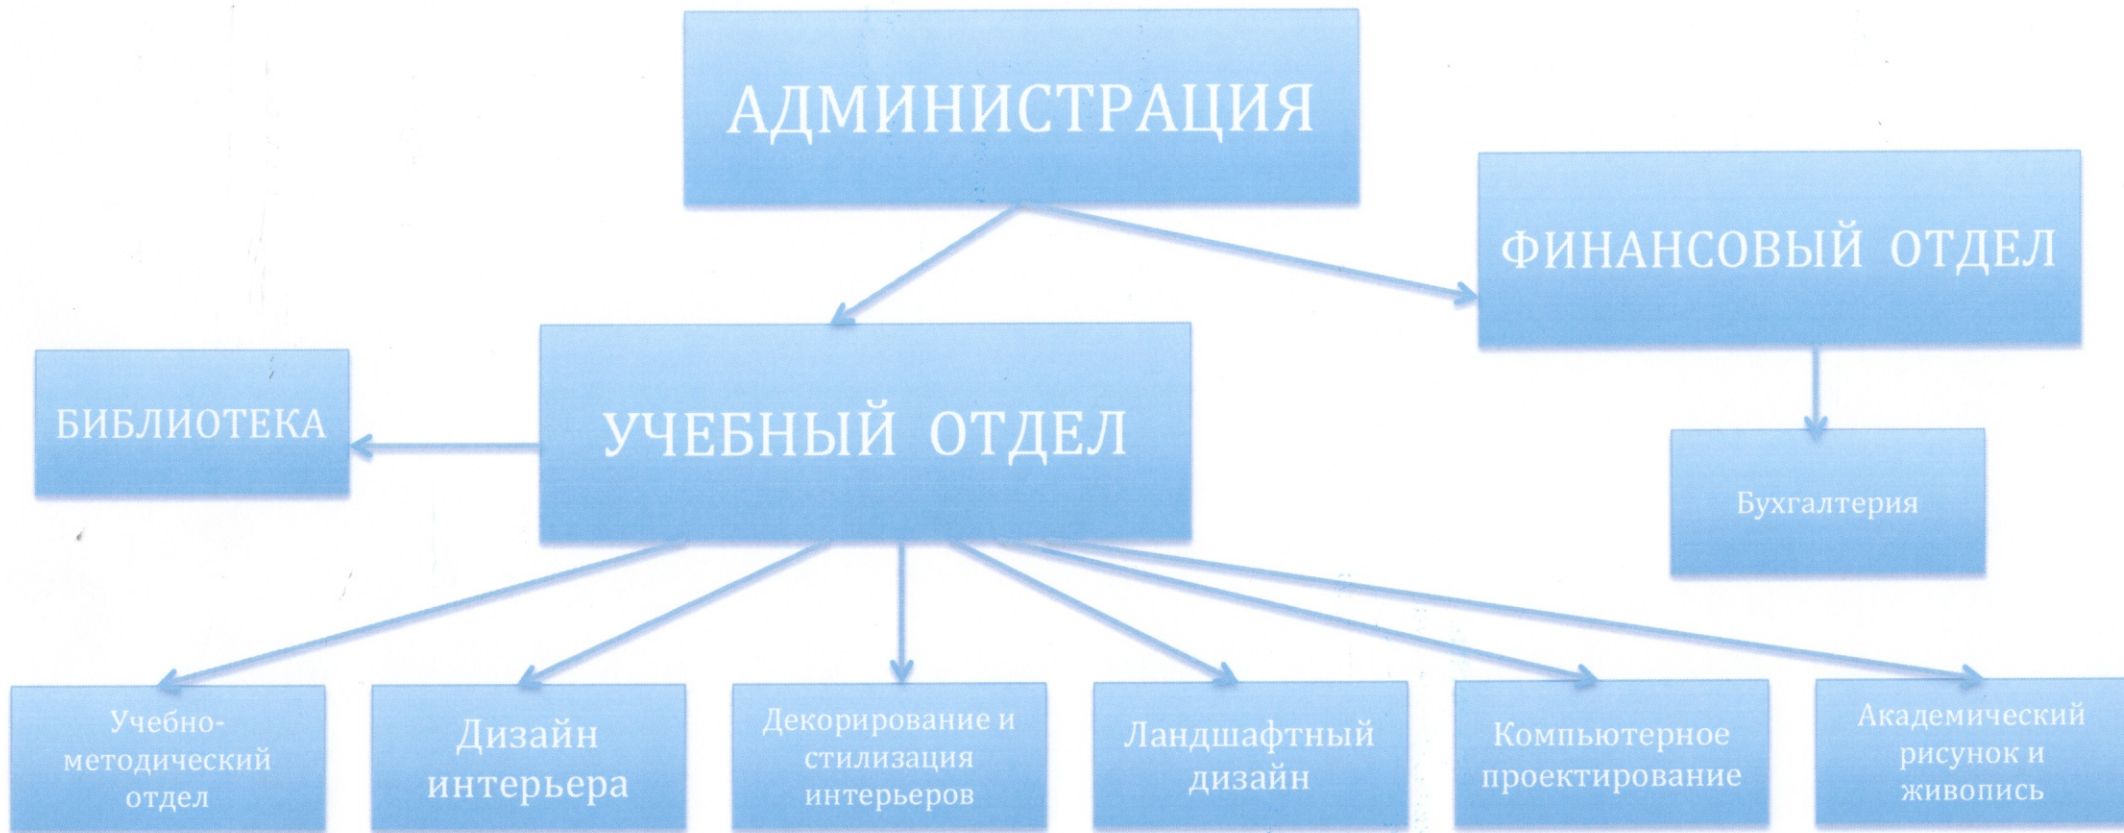 АДМИНИСТРАЦИЯ
ФИНАНСОВЫЙ ОТДЕЛ
БИБЛИОТЕКА
УЧЕБНЫЙ ОТДЕЛ
Бухгалтерия
Учебно-
методический
отдел
Дизайн
интерьера
Декорирование и
стилизация
интерьеров
Ландшафтный
дизайн
Компьютерное
проектирование
Академический
рисунок и
живопись